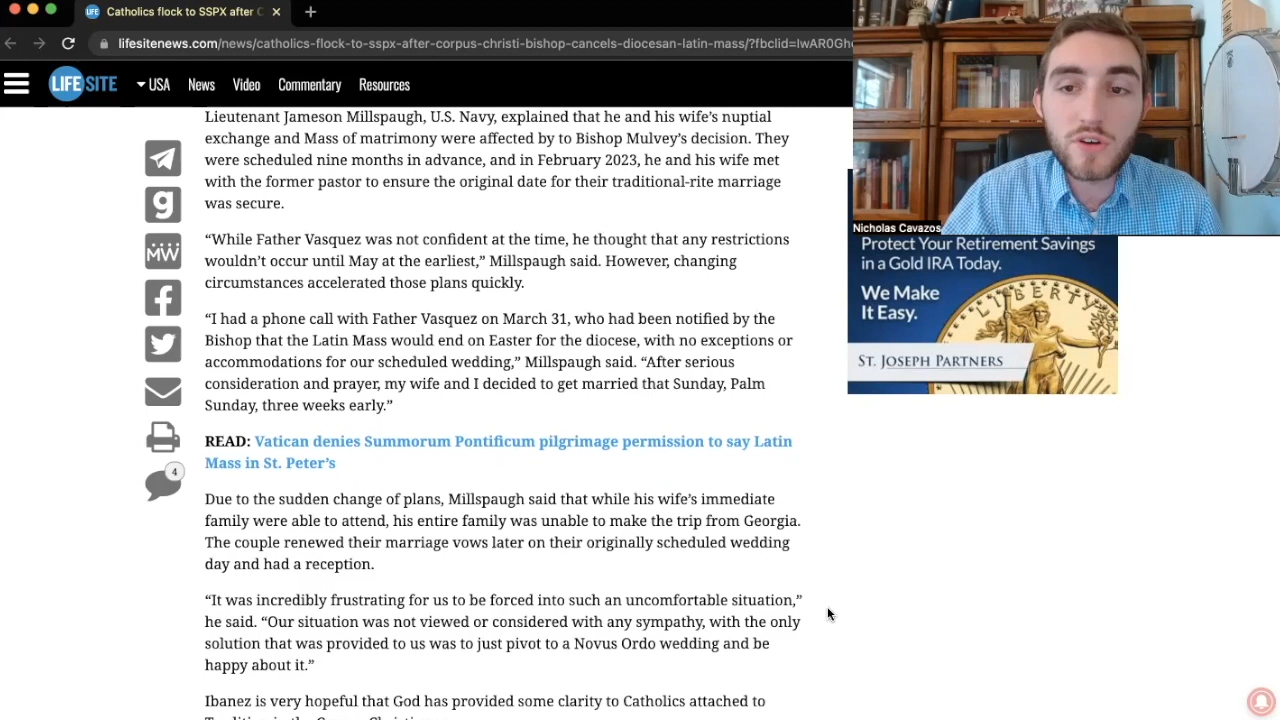 Catholics flock to SSPX after C
lifesitenews.com/news/catholics-flock-to-sspx-after-corpus-christi-bishop-cancels-diocesan-latin-mass/?fbclid=IwAR0Gh
LIFESITE
USA
News
Video
Commentary
Resources
Lieutenant Jameson Millspaugh, U.S. Navy, explained that he and his wife’s nuptial
exchange and Mass of matrimony were affected by to Bishop Mulvey’s decision. They
were scheduled nine months in advance, and in February 2023, he and his wife met
with the former pastor to ensure the original date for their traditional-rite marriage
was secure.
“While Father Vasquez was not confident at the time, he thought that any restrictions
wouldn’t occur until May at the earliest,” Millspaugh said. However, changing
circumstances accelerated those plans quickly.
“I had a phone call with Father Vasquez on March 31, who had been notified by the
Bishop that the Latin Mass would end on Easter for the diocese, with no exceptions or
accommodations for our scheduled wedding,” Millspaugh said. “After serious
consideration and prayer, my wife and I decided to get married that Sunday, Palm
Sunday, three weeks early.”
READ: Vatican denies Summorum Pontificum pilgrimage permission to say Latin
Mass in St. Peter’s
Due to the sudden change of plans, Millspaugh said that while his wife’s immediate
family were able to attend, his entire family was unable to make the trip from Georgia.
The couple renewed their marriage vows later on their originally scheduled wedding
day and had a reception.
“It was incredibly frustrating for us to be forced into such an uncomfortable situation,”
he said. “Our situation was not viewed or considered with any sympathy, with the only
solution that was provided to us was to just pivot to a Novus Ordo wedding and be
happy about it.”
Ibanez is very hopeful that God has provided some clarity to Catholics attached to
g
MW
4
Nicholas Cavazos
Protect Your Retirement Savings
in a Gold IRA Today.
We Make
It Easy.
LIBERTY
ST. JOSEPH PARTNERS